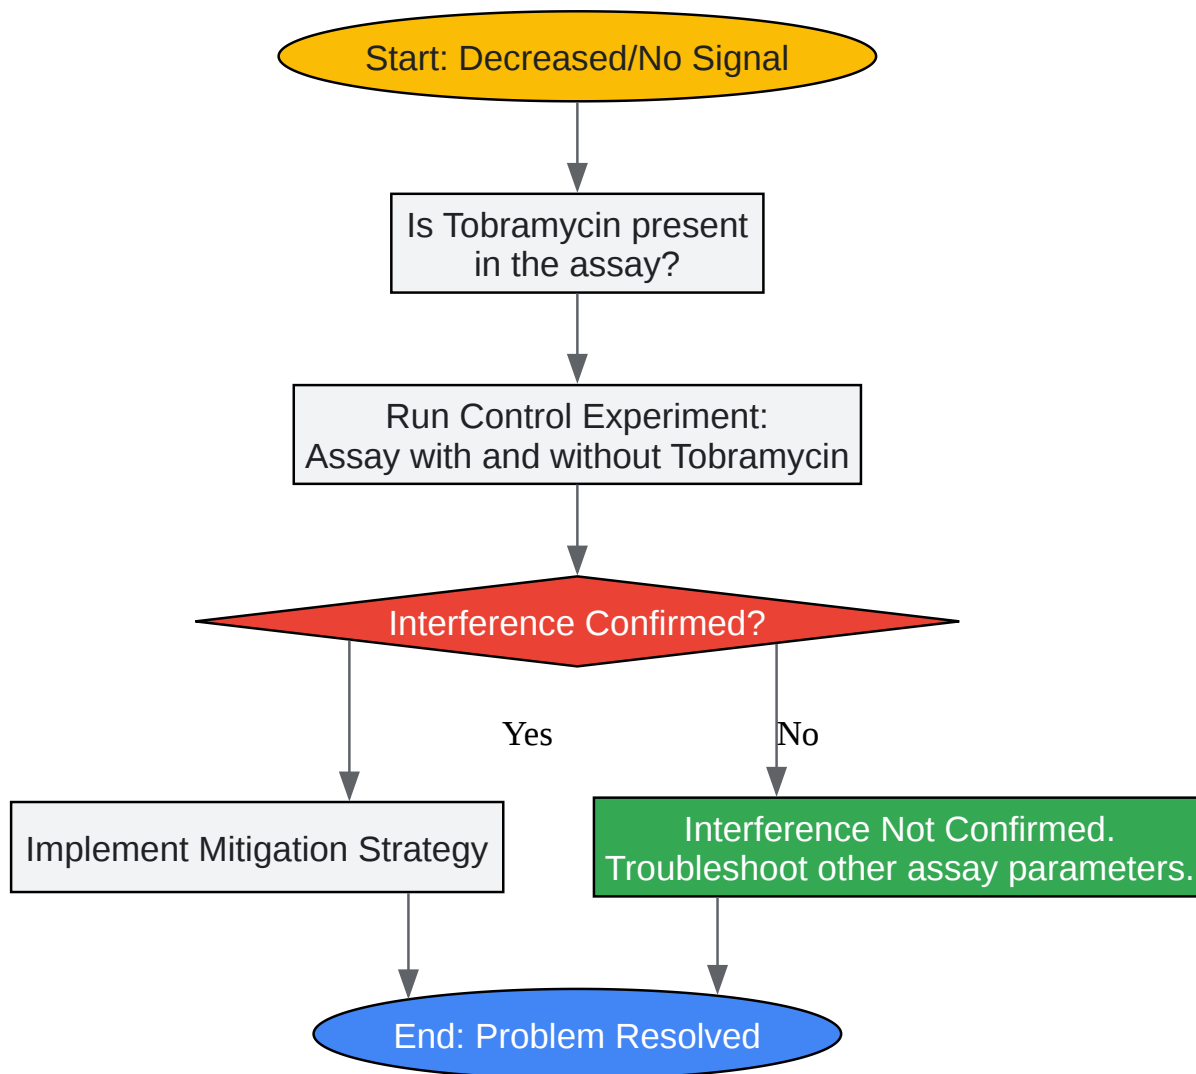 Start: Decreased/No Signal
Is Tobramycin present
in the assay?
Run Control Experiment:
Assay with and without Tobramycin
Interference Confirmed?
Yes
No
Implement Mitigation Strategy
Interference Not Confirmed.
Troubleshoot other assay parameters.
End: Problem Resolved